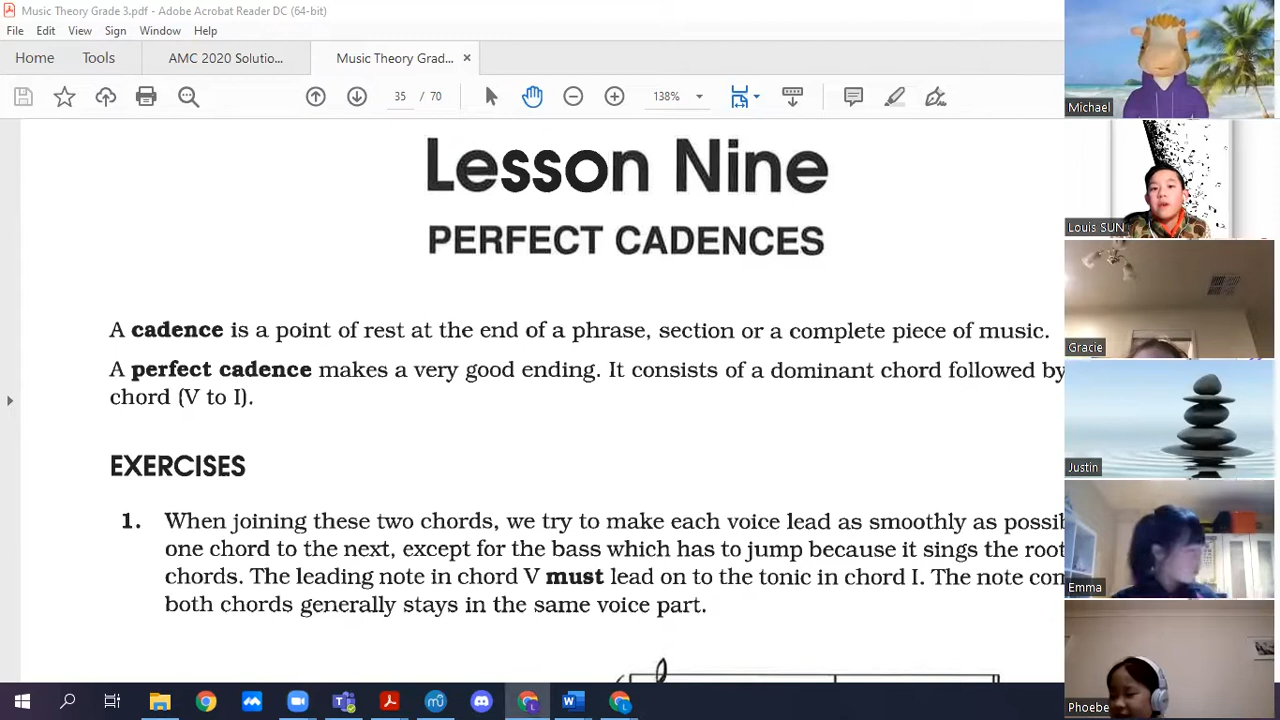 Music Theory Grade 3.pdf - Adobe Acrobat Reader DC (64-bit)
File Edit View Sign Window Help
Home Tools AMC 2020 Solutio... Music Theory Grad... ×
35 / 70 138%
Lesson Nine
PERFECT CADENCES
A cadence is a point of rest at the end of a phrase, section or a complete piece of music.
A perfect cadence makes a very good ending. It consists of a dominant chord followed by
chord (V to I).
EXERCISES
1. When joining these two chords, we try to make each voice lead as smoothly as possib
one chord to the next, except for the bass which has to jump because it sings the root
chords. The leading note in chord V must lead on to the tonic in chord I. The note com
both chords generally stays in the same voice part.
Michael
Louis SUN
Gracie
Justin
Emma
Phoebe